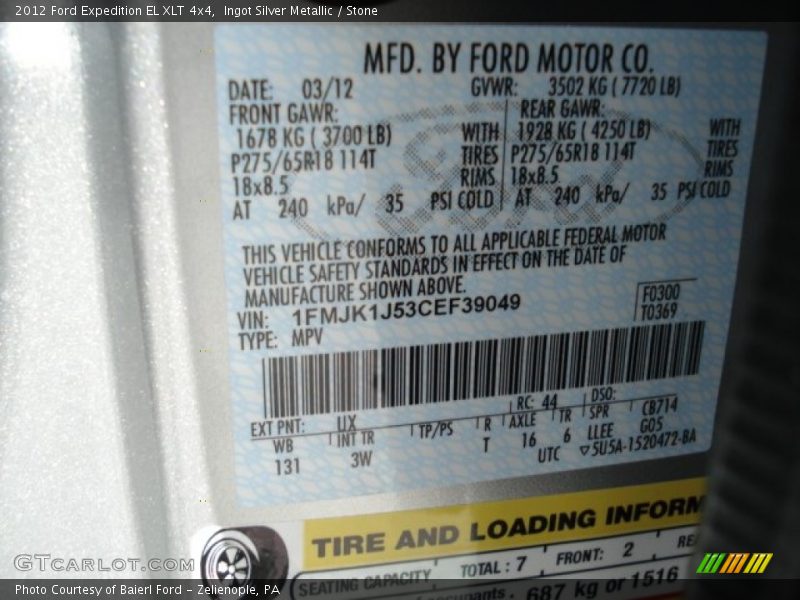 2012 Ford Expedition EL XLT 4x4, Ingot Silver Metallic / Stone
MFD. BY FORD MOTOR CO.
DATE: 03/12 GVWR: 3502 KG ( 7720 LB)
FRONT GAWR: REAR GAWR:
1678 KG ( 3700 LB) WITH 1928 KG ( 4250 LB) WITH
P275/65R18 114T TIRES P275/65R18 114T TIRES
18x8.5 RIMS 18x8.5 RIMS
AT 240 kPa/ 35 PSI COLD AT 240 kPa/ 35 PSI COLD
THIS VEHICLE CONFORMS TO ALL APPLICABLE FEDERAL MOTOR
VEHICLE SAFETY STANDARDS IN EFFECT ON THE DATE OF
MANUFACTURE SHOWN ABOVE.
VIN: 1FMJK1J53CEF39049 F0300
TYPE: MPV T0369
EXT PNT: UX RC: 44 DSO:
WB INT TR TP/PS R AXLE TR SPR CB714
131 3W T 16 6 LLEE G05
UTC ▽5U5A-1520472-BA
TIRE AND LOADING INFORM
SEATING CAPACITY TOTAL : 7 FRONT: 2 REA
occupants. 687 kg or 1516
GTCarlot.com
Photo Courtesy of Baierl Ford - Zelienople, PA